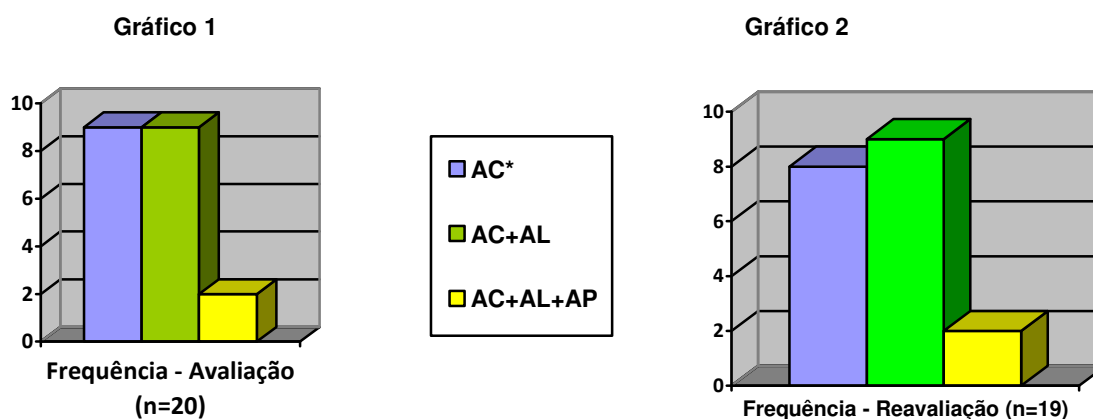 Gráfico 1
10
8
6
4
2
0
Frequência - Avaliação
(n=20)
AC*
AC+AL
AC+AL+AP
Gráfico 2
10
8
6
4
2
0
Frequência - Reavaliação (n=19)